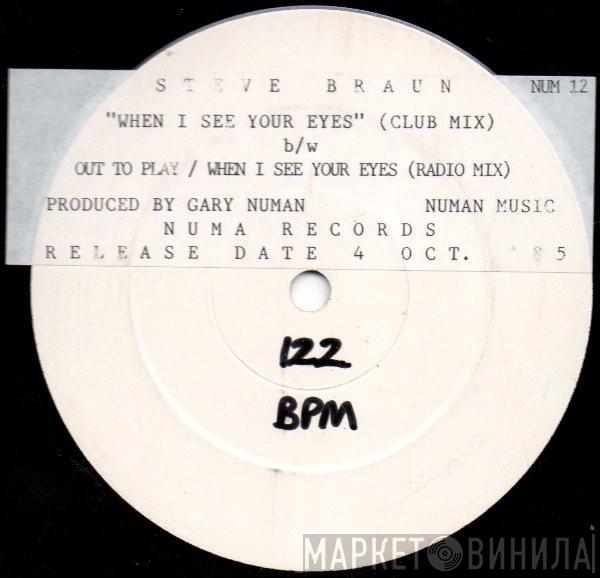 STEVE BRAUN NUM 12
"WHEN I SEE YOUR EYES" (CLUB MIX)
b/w
OUT TO PLAY / WHEN I SEE YOUR EYES (RADIO MIX)
PRODUCED BY GARY NUMAN NUMAN MUSIC
NUMA RECORDS
RELEASE DATE 4 OCT. '85
122
BPM
МАРКЕТ ВИНИЛА